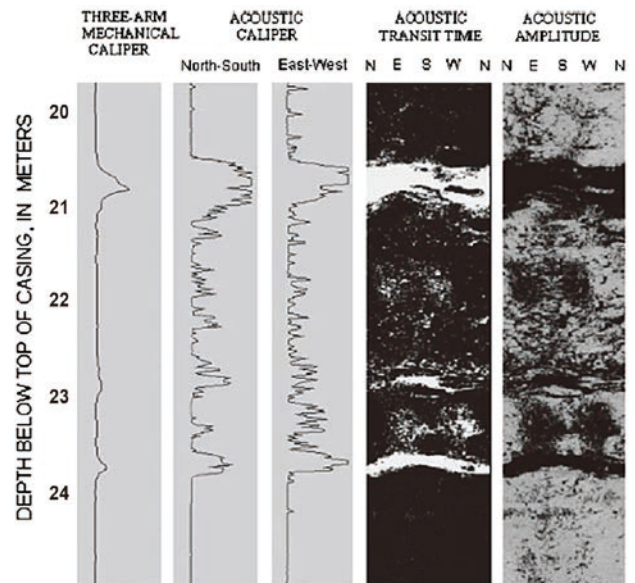 THREE-ARM
MECHANICAL
CALIPER
ACOUSTIC
CALIPER
North-South East-West
ACOUSTIC
TRANSIT TIME
N E S W N
ACOUSTIC
AMPLITUDE
N E S W N
DEPTH BELOW TOP OF CASING, IN METERS
20
21
22
23
24